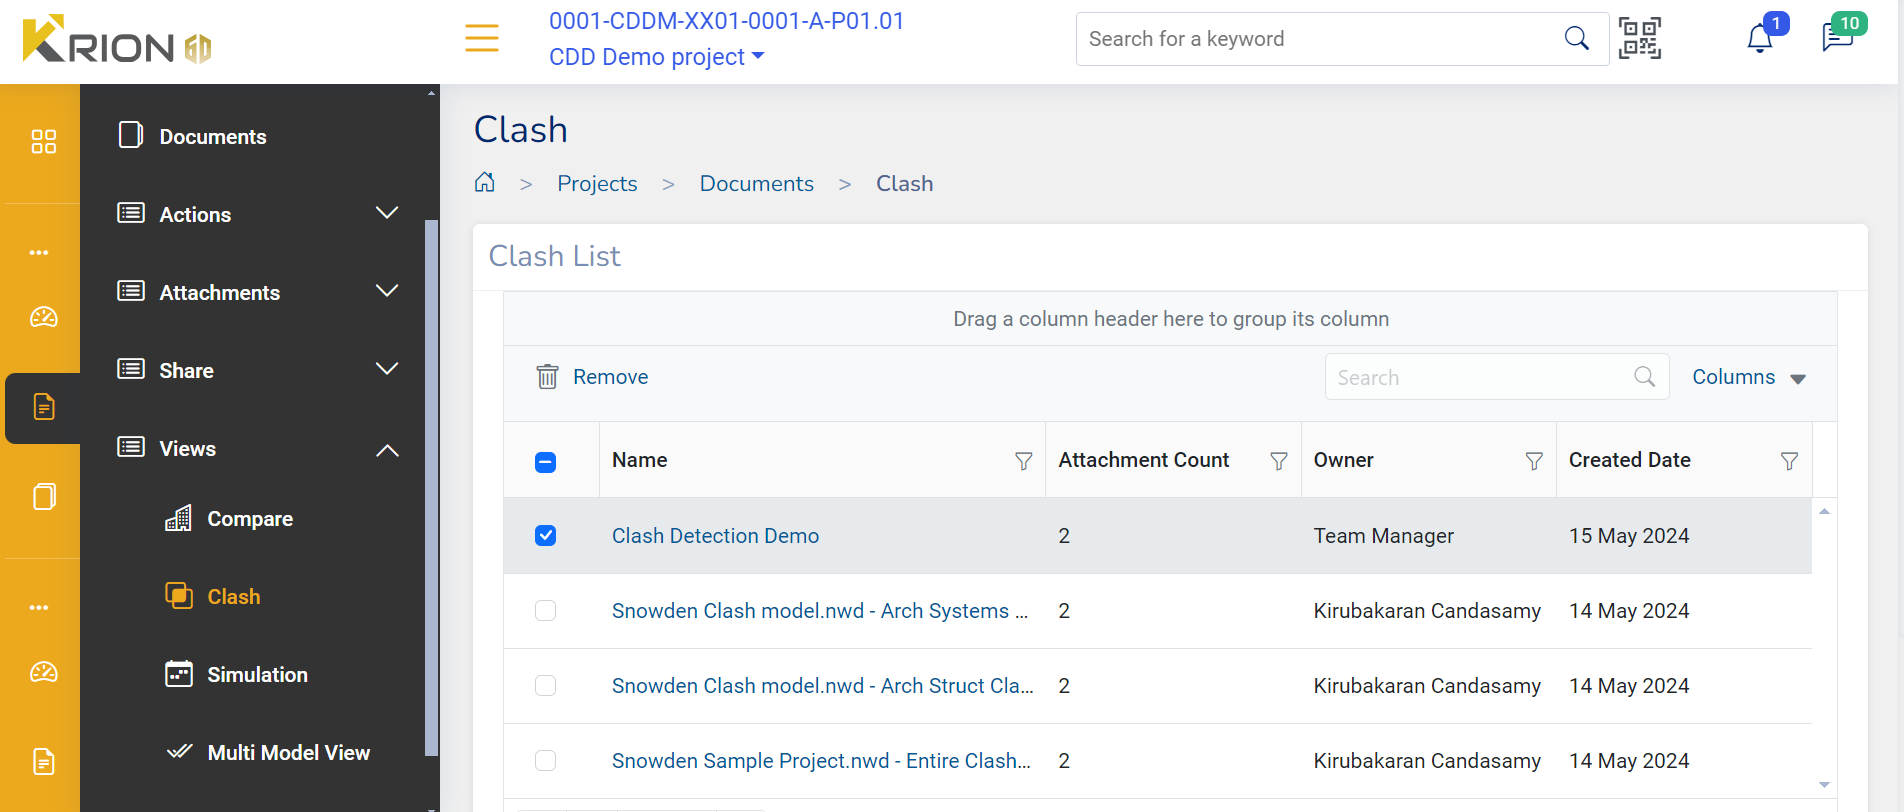 KRION 6D
0001-CDDM-XX01-0001-A-P01.01
CDD Demo project
Search for a keyword
1
10
Documents
Actions
Attachments
Share
Views
Compare
Clash
Simulation
Multi Model View
Clash
> Projects > Documents > Clash
Clash List
Drag a column header here to group its column
Remove
Search
Columns
Name Attachment Count Owner Created Date
Clash Detection Demo 2 Team Manager 15 May 2024
Snowden Clash model.nwd - Arch Systems ... 2 Kirubakaran Candasamy 14 May 2024
Snowden Clash model.nwd - Arch Struct Cla... 2 Kirubakaran Candasamy 14 May 2024
Snowden Sample Project.nwd - Entire Clash... 2 Kirubakaran Candasamy 14 May 2024